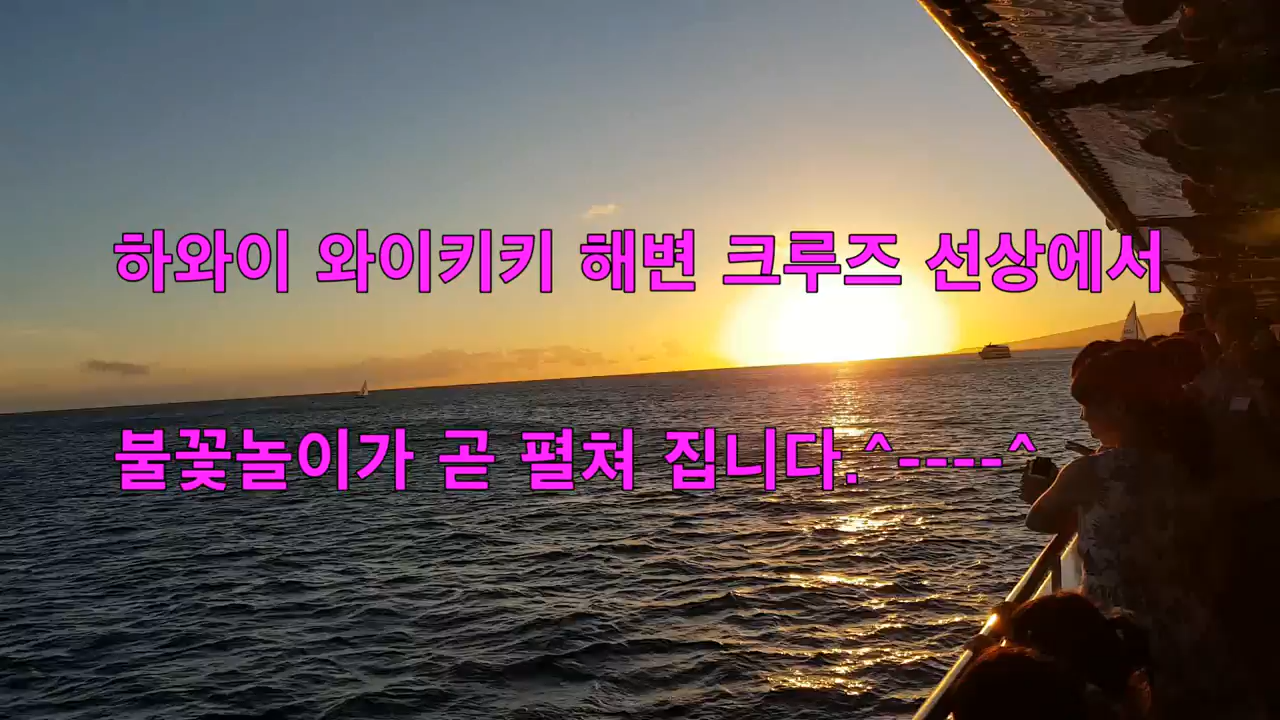 하와이 와이키키 해변 크루즈 선상에서
불꽃놀이가 곧 펼쳐 집니다.^----^